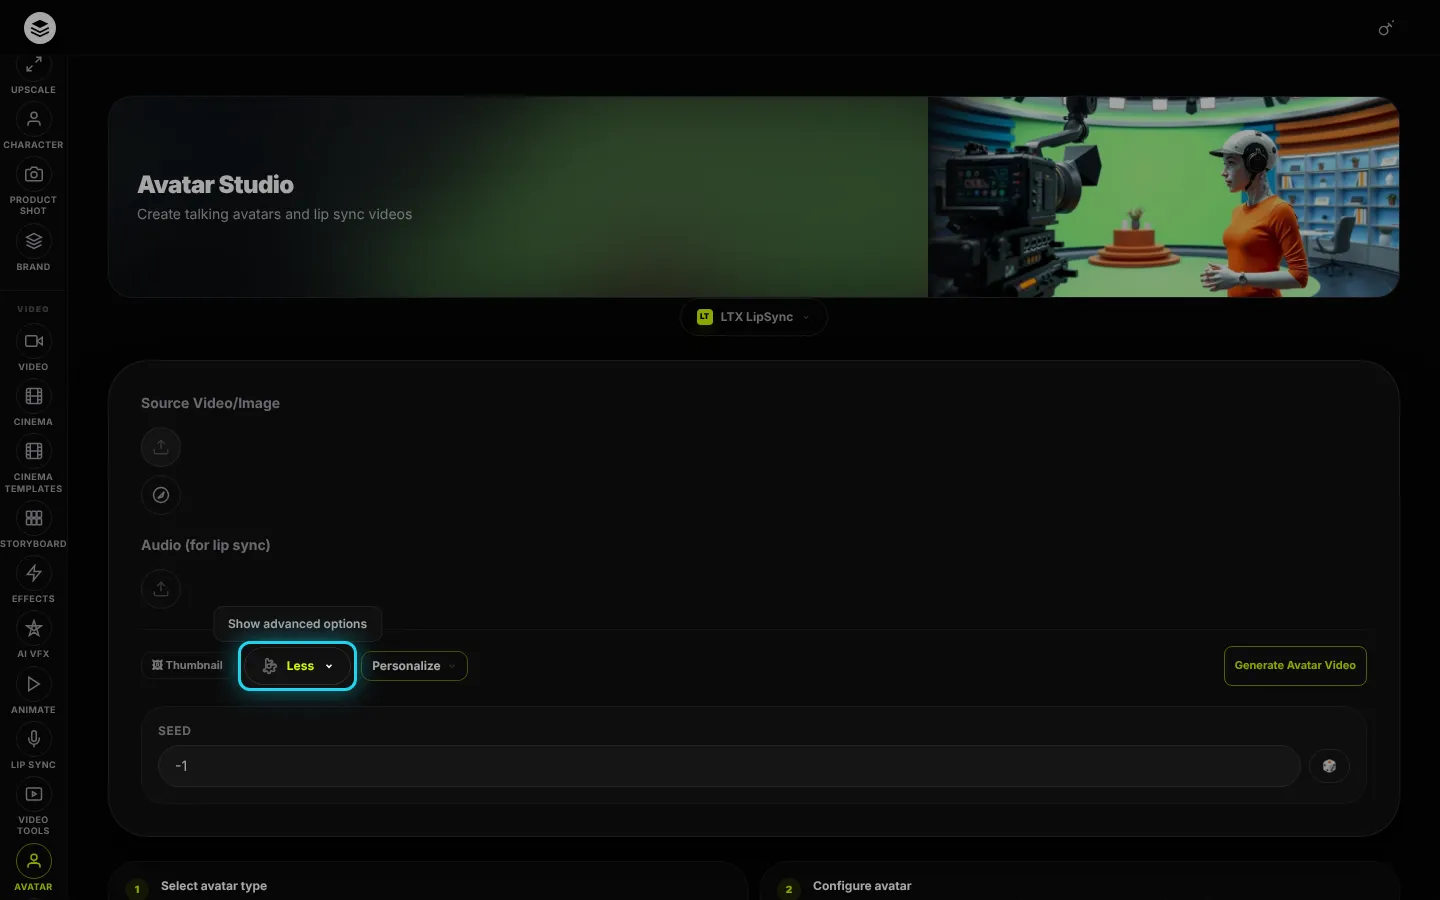 UPSCALE
CHARACTER
PRODUCT
SHOT
BRAND
VIDEO
VIDEO
CINEMA
CINEMA
TEMPLATES
STORYBOARD
EFFECTS
AI VFX
ANIMATE
LIP SYNC
VIDEO
TOOLS
AVATAR
Avatar Studio
Create talking avatars and lip sync videos
LT LTX LipSync
Source Video/Image
Audio (for lip sync)
Show advanced options
Thumbnail Less Personalize Generate Avatar Video
SEED
-1
1 Select avatar type
2 Configure avatar